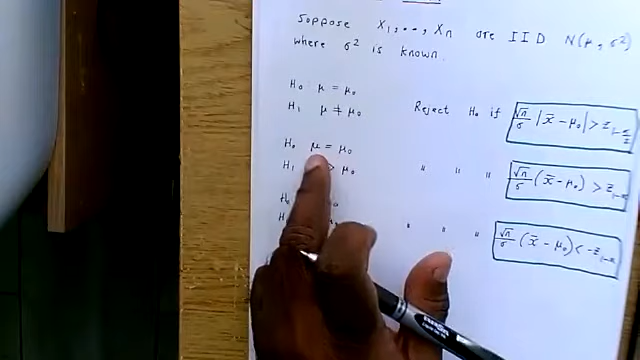 Suppose X₁, ..., Xₙ are IID N(μ, σ²)
where σ² is known.
H₀: μ = μ₀
H₁ μ ≠ μ₀ Reject H₀ if √n/σ |x̄ - μ₀| > z₁₋α/₂
H₀ μ = μ₀
H₁ > μ₀ " " " √n/σ (x̄ - μ₀) > z₁₋α
" " " √n/σ (x̄ - μ₀) < -z₁₋α